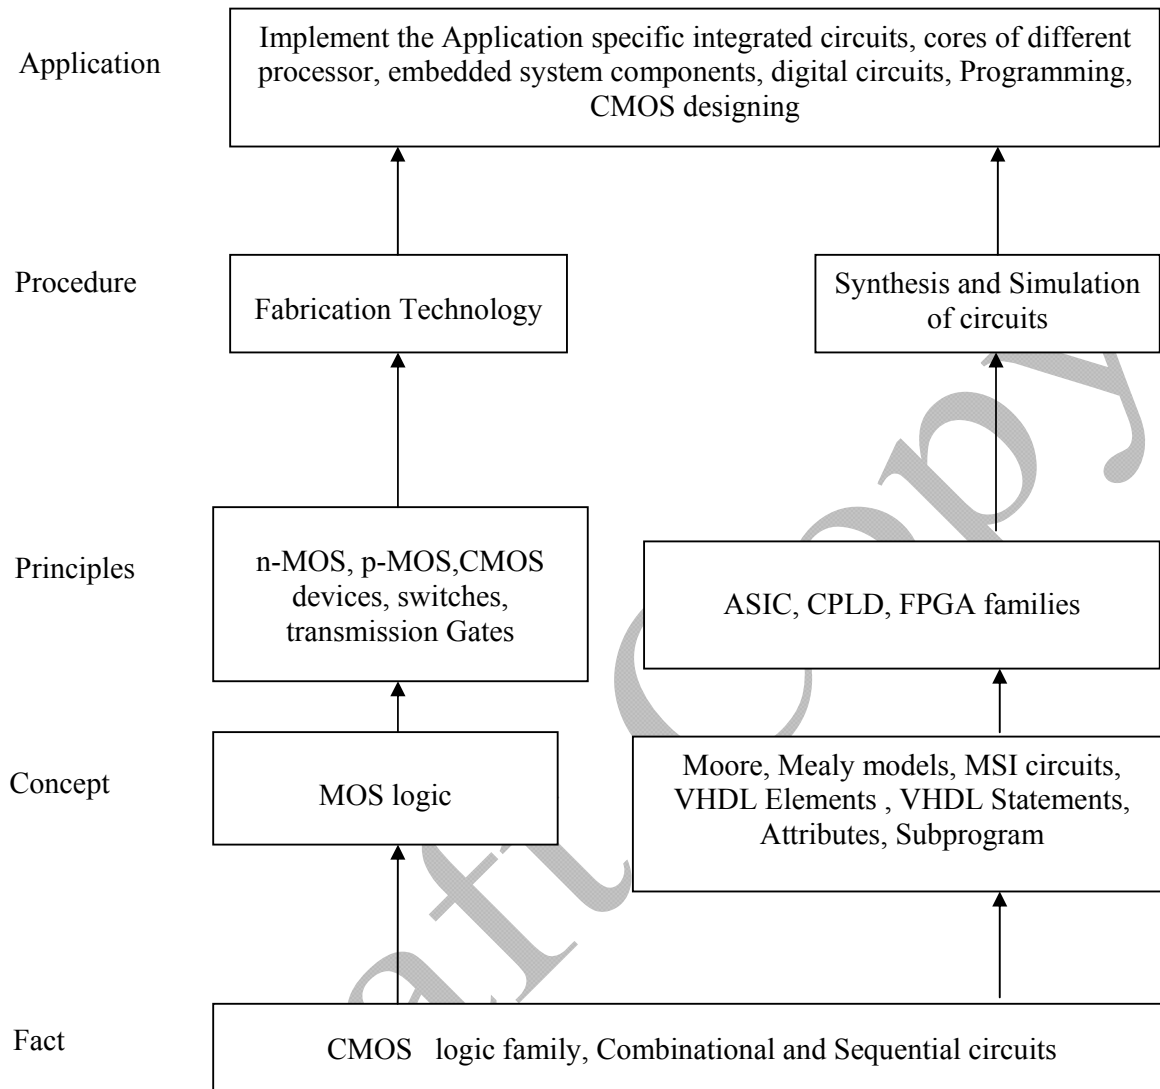 Application
Implement the Application specific integrated circuits, cores of different
processor, embedded system components, digital circuits, Programming,
CMOS designing
Procedure
Fabrication Technology
Synthesis and Simulation
of circuits
Principles
n-MOS, p-MOS,CMOS
devices, switches,
transmission Gates
ASIC, CPLD, FPGA families
Concept
MOS logic
Moore, Mealy models, MSI circuits,
VHDL Elements , VHDL Statements,
Attributes, Subprogram
Fact
CMOS logic family, Combinational and Sequential circuits
aft Copy